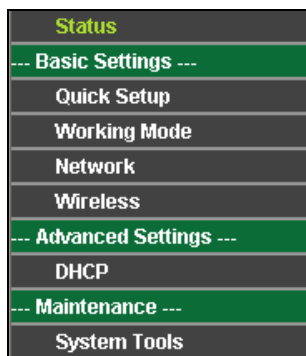 Status
--- Basic Settings ---
Quick Setup
Working Mode
Network
Wireless
--- Advanced Settings ---
DHCP
--- Maintenance ---
System Tools